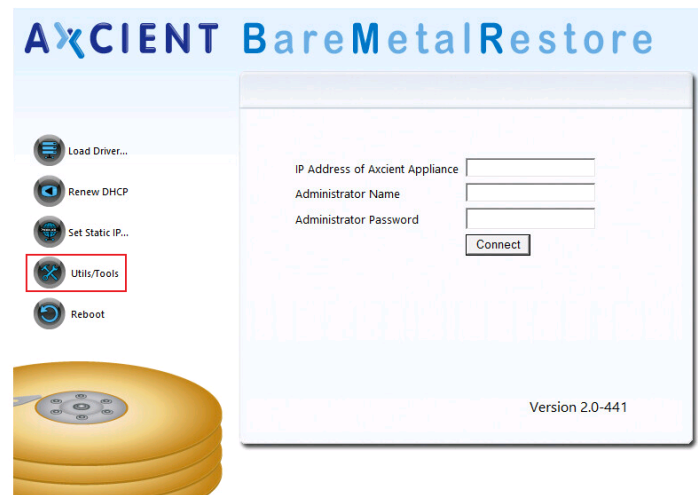 AXCIENT BareMetalRestore
Load Driver...
Renew DHCP
Set Static IP...
Utils/Tools
Reboot
IP Address of Axcient Appliance
Administrator Name
Administrator Password
Connect
Version 2.0-441